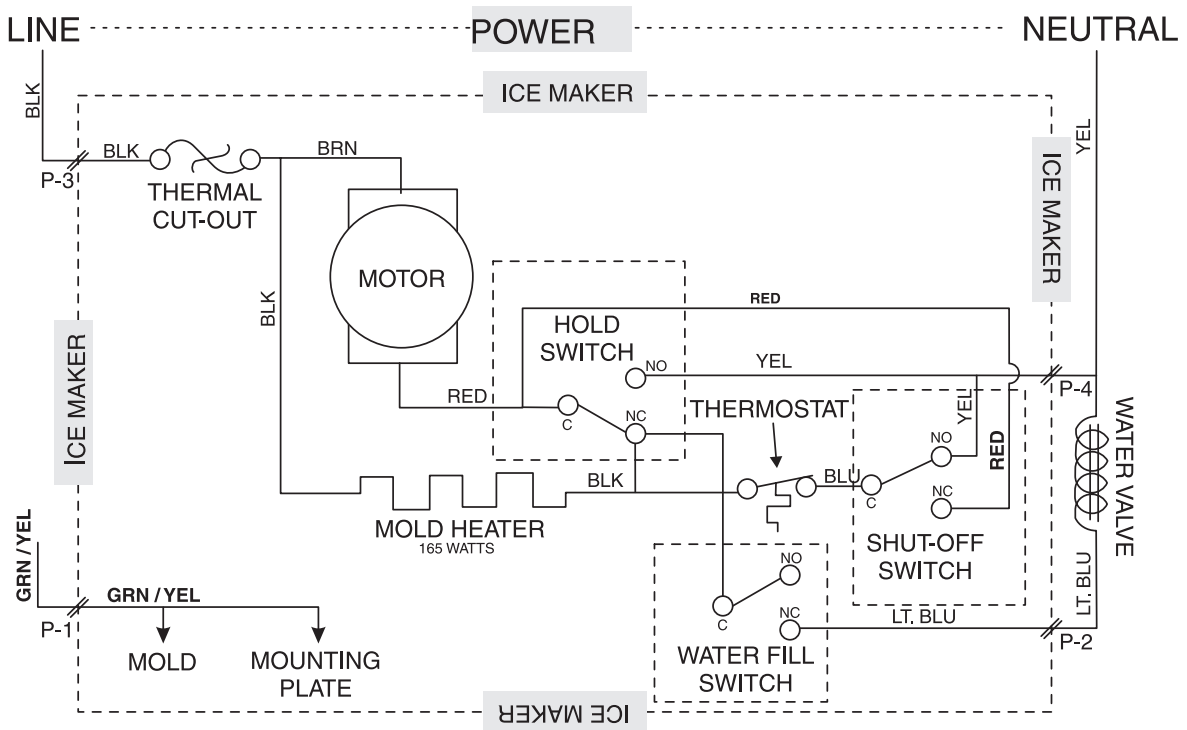 LINE
POWER
NEUTRAL
BLK
ICE MAKER
YEL
BLK
BRN
P-3
THERMAL
CUT-OUT
ICE MAKER
MOTOR
BLK
RED
HOLD
SWITCH
NO
YEL
P-4
RED
C
NC
THERMOSTAT
YEL
RED
ICE MAKER
NO
WATER VALVE
BLK
BLU
C
NC
MOLD HEATER
165 WATTS
SHUT-OFF
SWITCH
NO
GRN / YEL
GRN / YEL
C
NC
LT. BLU
LT. BLU
P-1
P-2
MOLD
MOUNTING
PLATE
WATER FILL
SWITCH
ICE MAKER